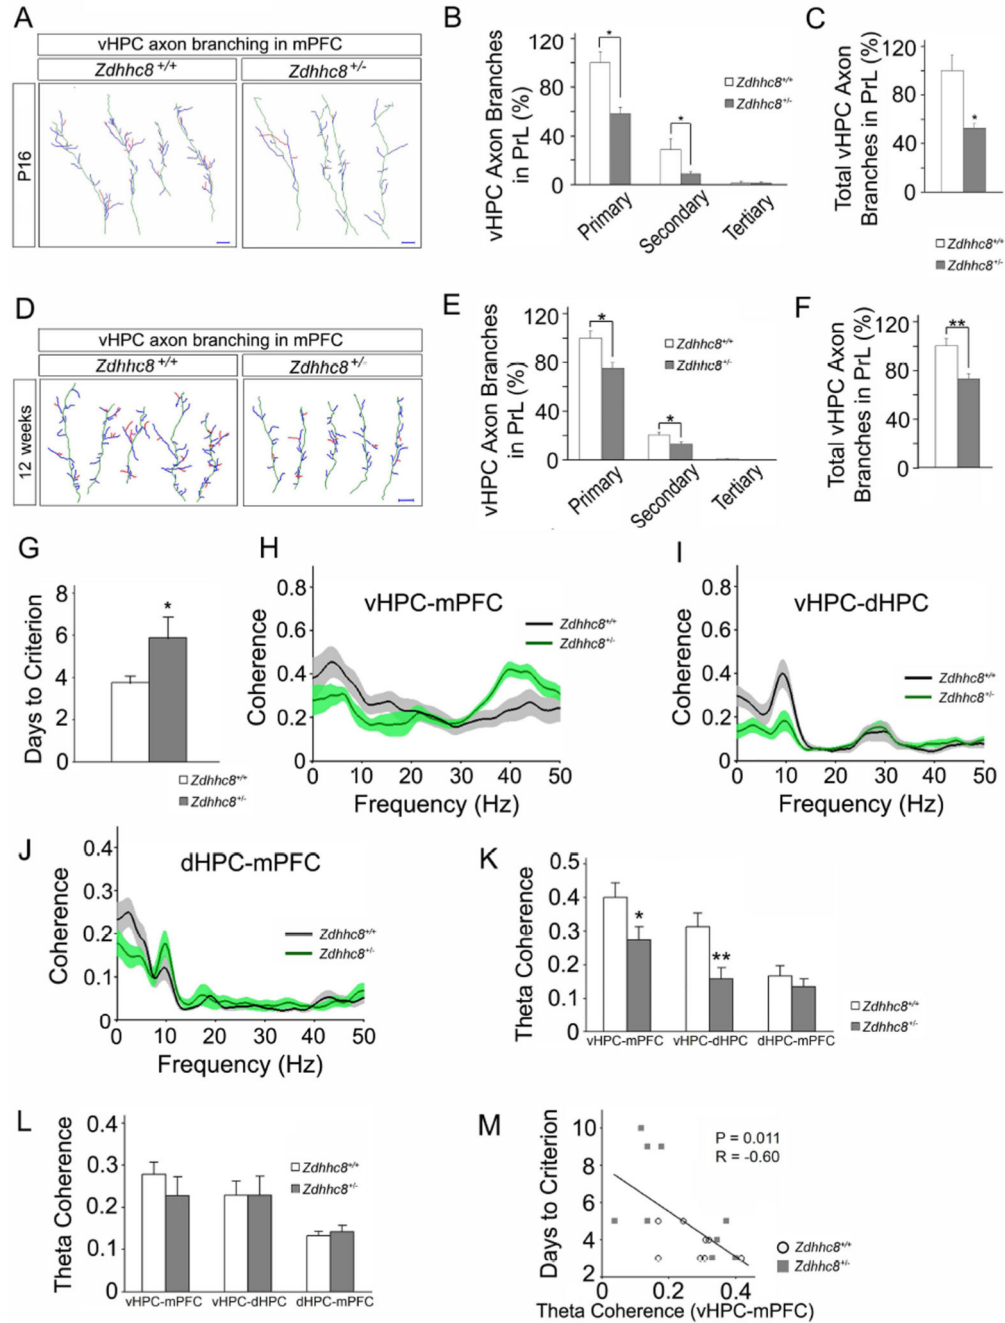 A
vHPC axon branching in mPFC
Zdhhc8+/+
Zdhhc8+/-
P16
B
vHPC Axon Branches
in PrL (%)
120
80
40
0
*
*
Zdhhc8+/+
Zdhhc8+/-
Primary
Secondary
Tertiary
C
Total vHPC Axon
Branches in PrL (%)
120
80
40
0
*
Zdhhc8+/+
Zdhhc8+/-
D
vHPC axon branching in mPFC
Zdhhc8+/+
Zdhhc8+/-
12 weeks
E
vHPC Axon Branches
in PrL (%)
120
80
40
0
*
*
Zdhhc8+/+
Zdhhc8+/-
Primary
Secondary
Tertiary
F
Total vHPC Axon
Branches in PrL (%)
120
80
40
0
**
G
Days to Criterion
8
6
4
2
0
*
Zdhhc8+/+
Zdhhc8+/-
H
vHPC-mPFC
Coherence
0.8
0.6
0.4
0.2
0
Zdhhc8+/+
Zdhhc8+/-
0 10 20 30 40 50
Frequency (Hz)
I
vHPC-dHPC
Coherence
0.8
0.6
0.4
0.2
0
Zdhhc8+/+
Zdhhc8+/-
0 10 20 30 40 50
Frequency (Hz)
J
dHPC-mPFC
Coherence
0.4
0.3
0.2
0.1
0
Zdhhc8+/+
Zdhhc8+/-
0 10 20 30 40 50
Frequency (Hz)
K
Theta Coherence
0.5
0.4
0.3
0.2
0.1
0
*
**
Zdhhc8+/+
Zdhhc8+/-
vHPC-mPFC vHPC-dHPC dHPC-mPFC
L
Theta Coherence
0.4
0.3
0.2
0.1
0
Zdhhc8+/+
Zdhhc8+/-
vHPC-mPFC vHPC-dHPC dHPC-mPFC
M
Days to Criterion
10
8
6
4
2
P = 0.011
R = -0.60
Zdhhc8+/+
Zdhhc8+/-
0 0.2 0.4
Theta Coherence (vHPC-mPFC)